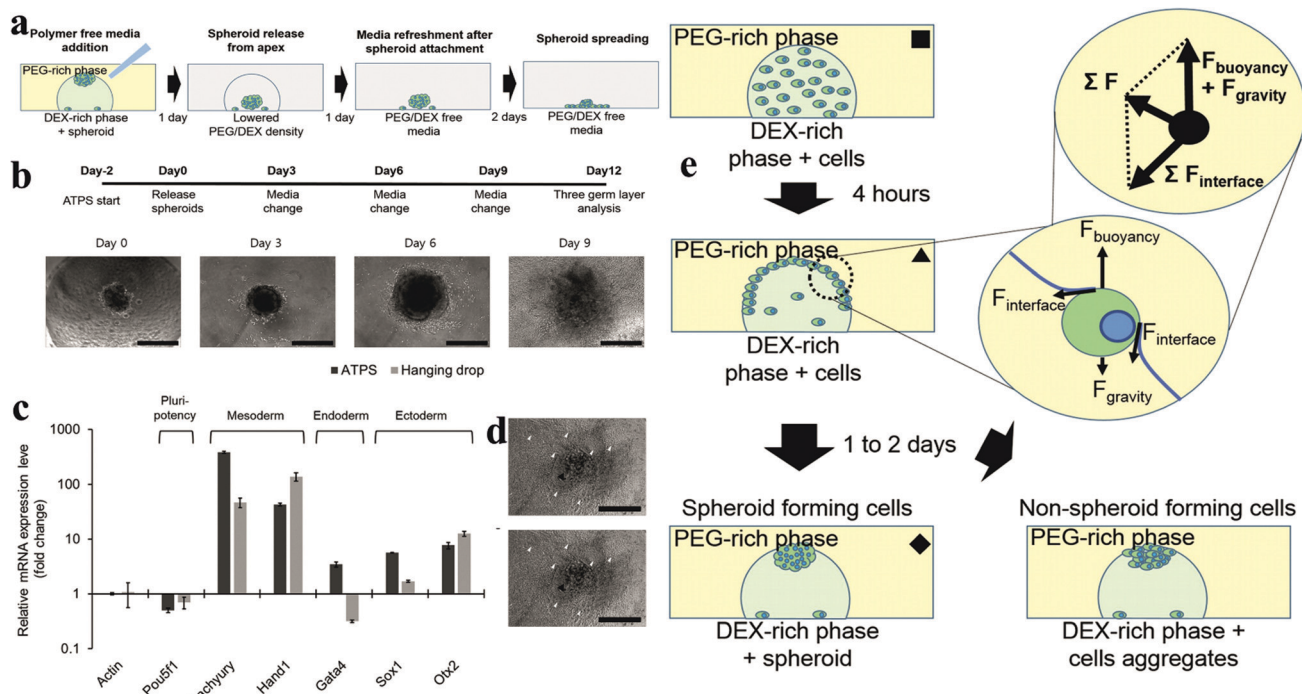 a
Polymer free media
addition
Spheroid release
from apex
Media refreshment after
spheroid attachment
Spheroid spreading
PEG-rich phase
DEX-rich phase
+ spheroid
1 day
Lowered
PEG/DEX density
1 day
PEG/DEX free
media
2 days
PEG/DEX free
media
b
Day-2
Day0
Day3
Day6
Day9
Day12
ATPS start
Release
spheroids
Media
change
Media
change
Media
change
Three germ layer
analysis
Day 0
Day 3
Day 6
Day 9
c
ATPS
Hanging drop
Pluri-
potency
Mesoderm
Endoderm
Ectoderm
Relative mRNA expression leve
(fold change)
1000
100
10
1
0.1
Actin
Pou5f1
achyury
Hand1
Gata4
Sox1
Otx2
d
e
PEG-rich phase
DEX-rich
phase + cells
4 hours
PEG-rich phase
DEX-rich
phase + cells
Σ F
Fbuoyancy
+ Fgravity
Σ Finterface
Fbuoyancy
Finterface
Finterface
Fgravity
1 to 2 days
Spheroid forming cells
PEG-rich phase
DEX-rich phase
+ spheroid
Non-spheroid forming cells
PEG-rich phase
DEX-rich phase +
cells aggregates